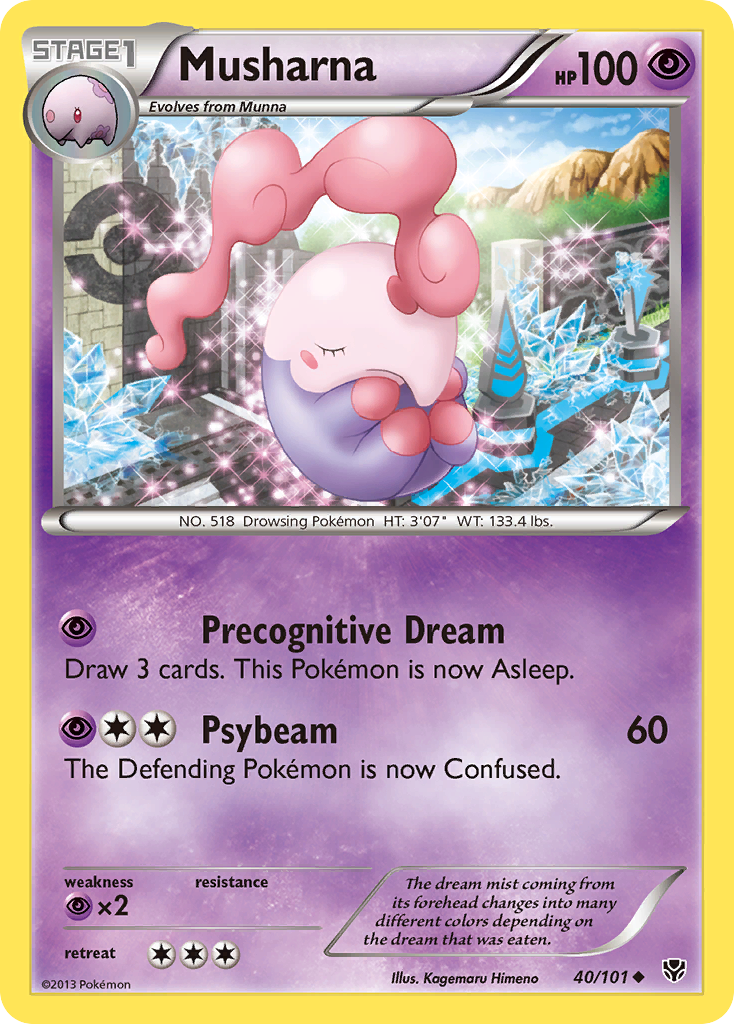 STAGE1
Musharna
HP100
Evolves from Munna
NO. 518 Drowsing Pokémon HT: 3'07" WT: 133.4 lbs.
Precognitive Dream
Draw 3 cards. This Pokémon is now Asleep.
Psybeam 60
The Defending Pokémon is now Confused.
weakness
×2
resistance
retreat
The dream mist coming from
its forehead changes into many
different colors depending on
the dream that was eaten.
©2013 Pokémon
Illus. Kagemaru Himeno
40/101